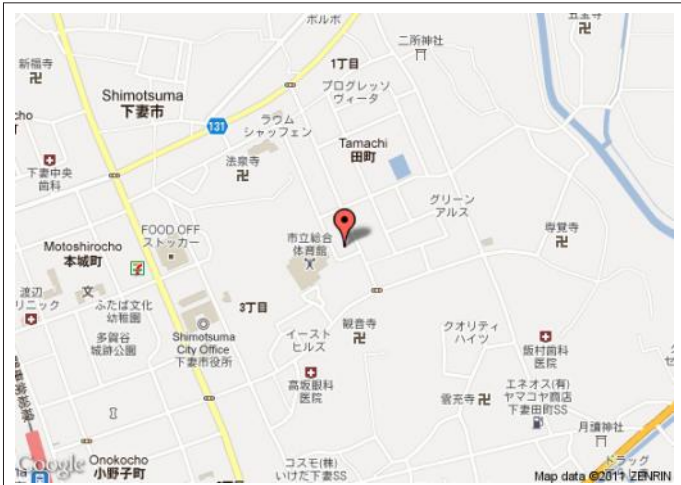 ボルボ
五宝寺
二所神社
新福寺
1丁目
プログレッソ
ヴィータ
Shimotsuma
下妻市
131
ラウム
シャッフェン
Tamachi
田町
ocho
町
下妻中央
歯科
法泉寺
グリーン
アルス
専覚寺
FOOD OFF
ストッカー
市立総合
体育館
Motoshirocho
本城町
渡辺
リニック
文
ふたば文化
幼稚園
3丁目
多賀谷
城跡公園
Shimotsuma
City Office
下妻市役所
イースト
ヒルズ
観音寺
クオリティ
ハイツ
飯村歯科
医院
高坂眼科
医院
雲充寺
エネオス(有)
ヤマコヤ商店
下妻田町SS
月讀神社
Onokocho
小野子町
コスモ(株)
いけだ下妻SS
ドラッグ
Google
Map data ©2011 ZENRIN